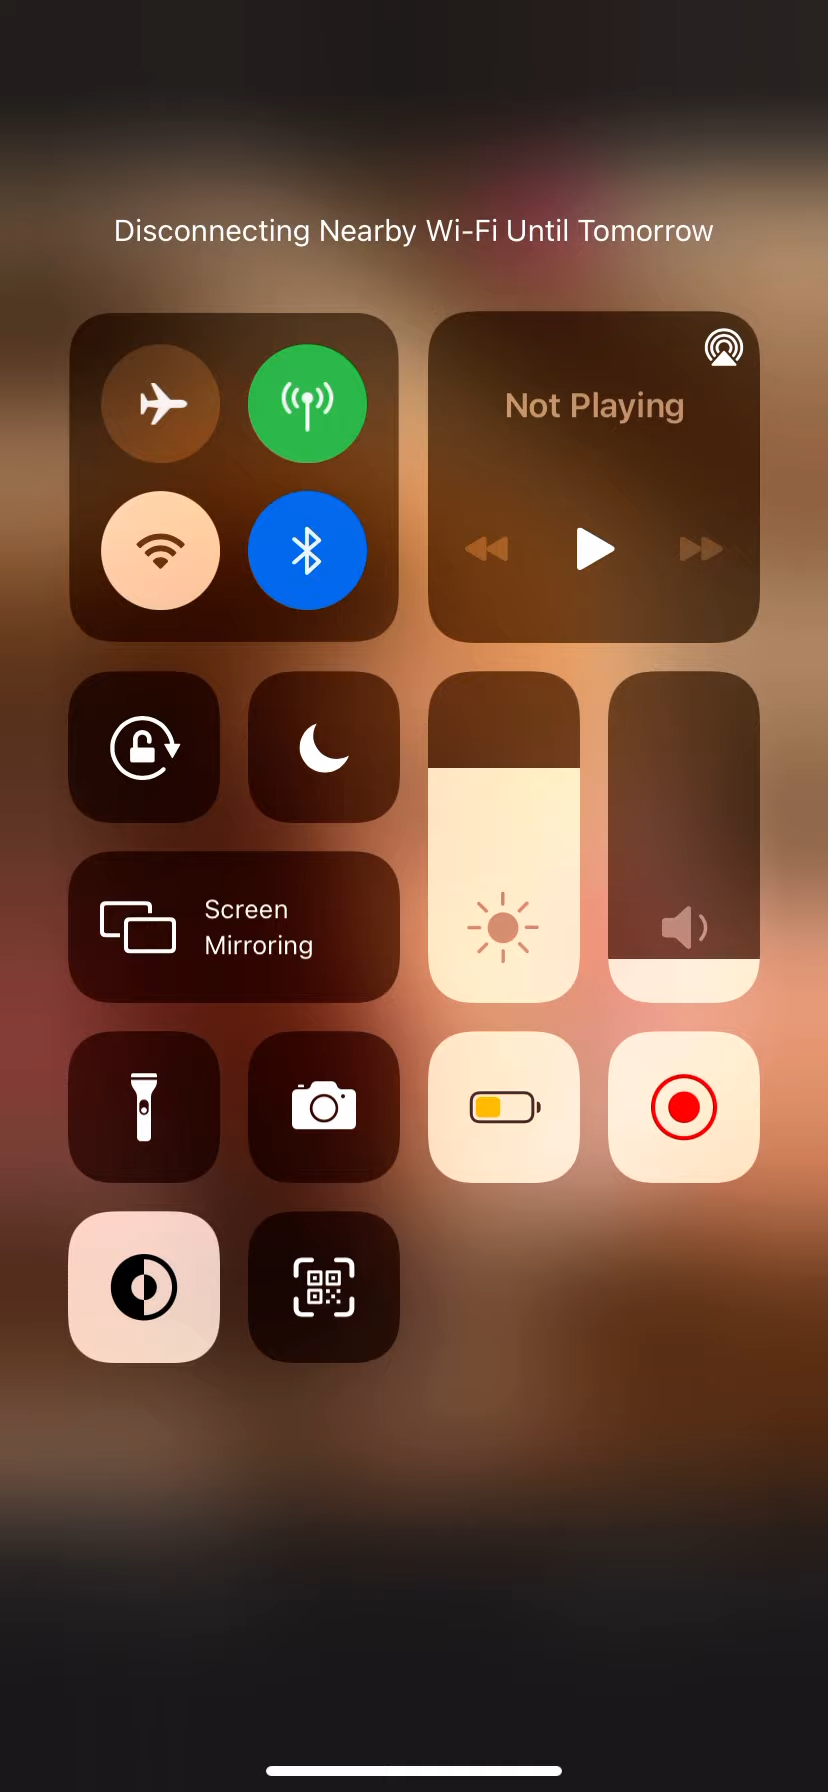 Disconnecting Nearby Wi-Fi Until Tomorrow
Not Playing
Screen
Mirroring